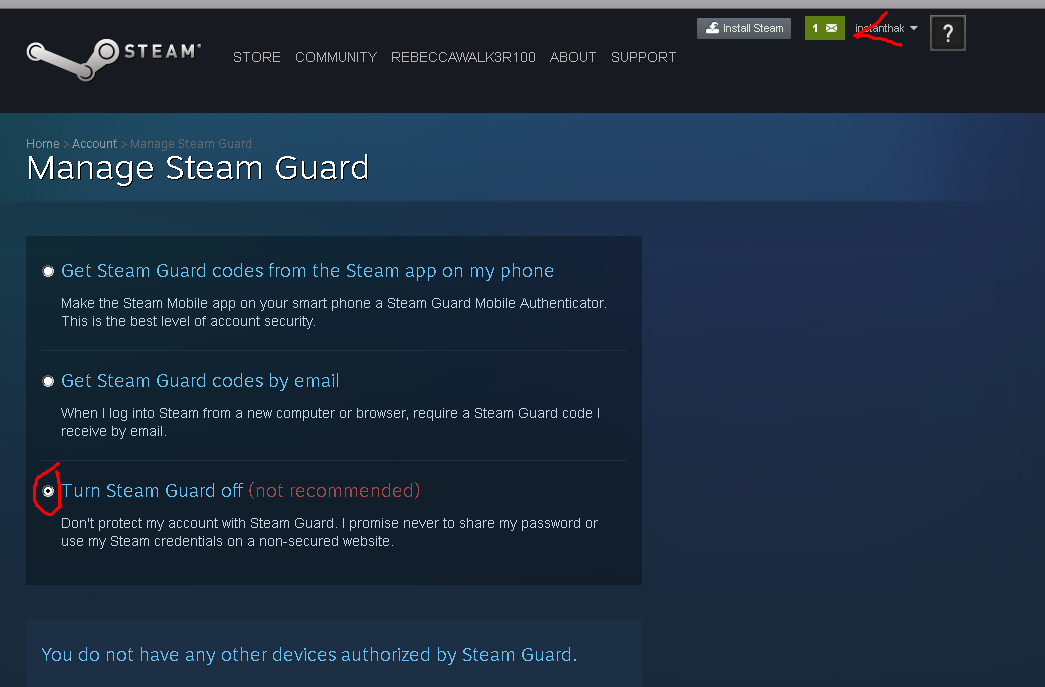 Install Steam
1
instanthak
?
STEAM
STORE COMMUNITY REBECCAWALK3R100 ABOUT SUPPORT
Home > Account > Manage Steam Guard
Manage Steam Guard
Get Steam Guard codes from the Steam app on my phone
Make the Steam Mobile app on your smart phone a Steam Guard Mobile Authenticator.
This is the best level of account security.
Get Steam Guard codes by email
When I log into Steam from a new computer or browser, require a Steam Guard code I
receive by email.
Turn Steam Guard off (not recommended)
Don't protect my account with Steam Guard. I promise never to share my password or
use my Steam credentials on a non-secured website.
You do not have any other devices authorized by Steam Guard.